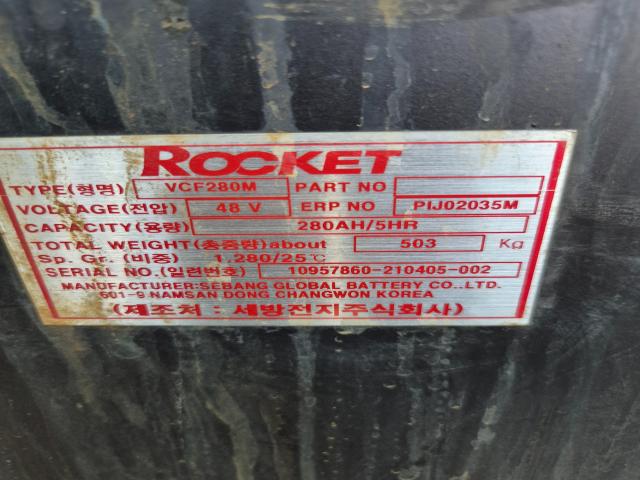 ROCKET
TYPE(형명) VCF280M PART NO
VOLTAGE(전압) 48 V ERP NO PIJ02035M
CAPACITY(용량) 280AH/5HR
TOTAL WEIGHT(총중량)about 503 Kg
Sp. Gr. (비중) 1,280/25℃
SERIAL NO.(일련번호) 10957860-210405-002
MANUFACTURER:SEBANG GLOBAL BATTERY CO.,.LTD.
601-9 NAMSAN DONG CHANGWON KOREA
(제조처 : 세방전지주식회사)